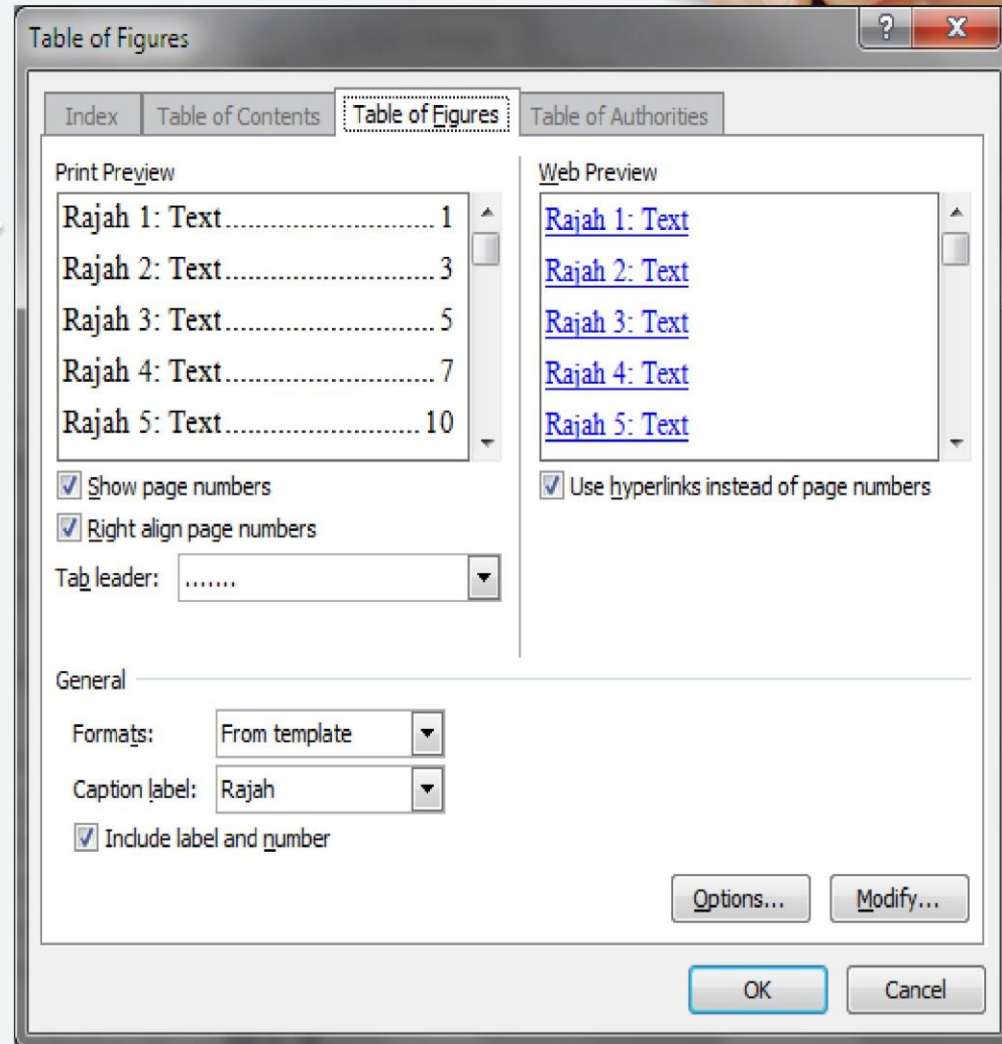 Table of Figures
Index
Table of Contents
Table of Figures
Table of Authorities
Print Preview
Rajah 1: Text.............................. 1
Rajah 2: Text.............................. 3
Rajah 3: Text.............................. 5
Rajah 4: Text.............................. 7
Rajah 5: Text............................ 10
Show page numbers
Right align page numbers
Tab leader: .......
Web Preview
Rajah 1: Text
Rajah 2: Text
Rajah 3: Text
Rajah 4: Text
Rajah 5: Text
Use hyperlinks instead of page numbers
General
Formats: From template
Caption label: Rajah
Include label and number
Options... Modify...
OK Cancel